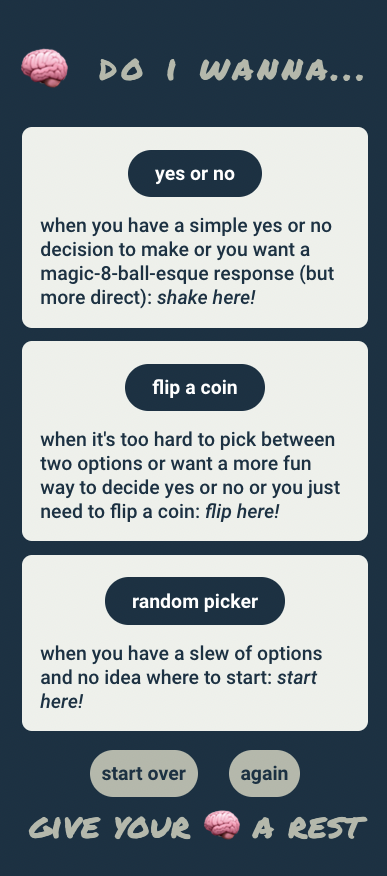 🧠 DO I WANNA...
yes or no
when you have a simple yes or no
decision to make or you want a
magic-8-ball-esque response (but
more direct): shake here!
flip a coin
when it's too hard to pick between
two options or want a more fun
way to decide yes or no or you just
need to flip a coin: flip here!
random picker
when you have a slew of options
and no idea where to start: start
here!
start over again
GIVE YOUR 🧠 A REST